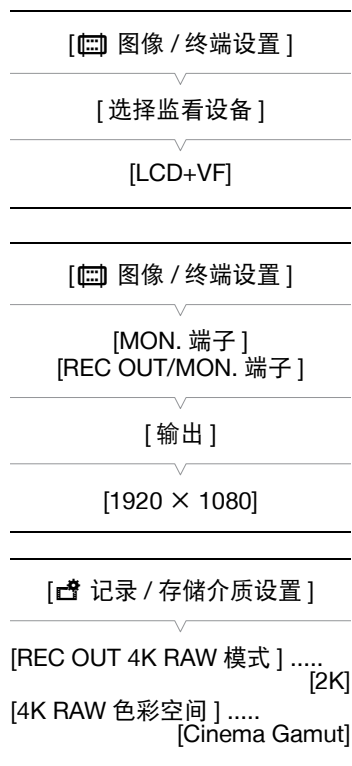 [ 图像 / 终端设置 ]
[ 选择监看设备 ]
[LCD+VF]
[ 图像 / 终端设置 ]
[MON. 端子 ]
[REC OUT/MON. 端子 ]
[ 输出 ]
[1920 × 1080]
[ 记录 / 存储介质设置 ]
[REC OUT 4K RAW 模式 ] .....
[2K]
[4K RAW 色彩空间 ] .....
[Cinema Gamut]